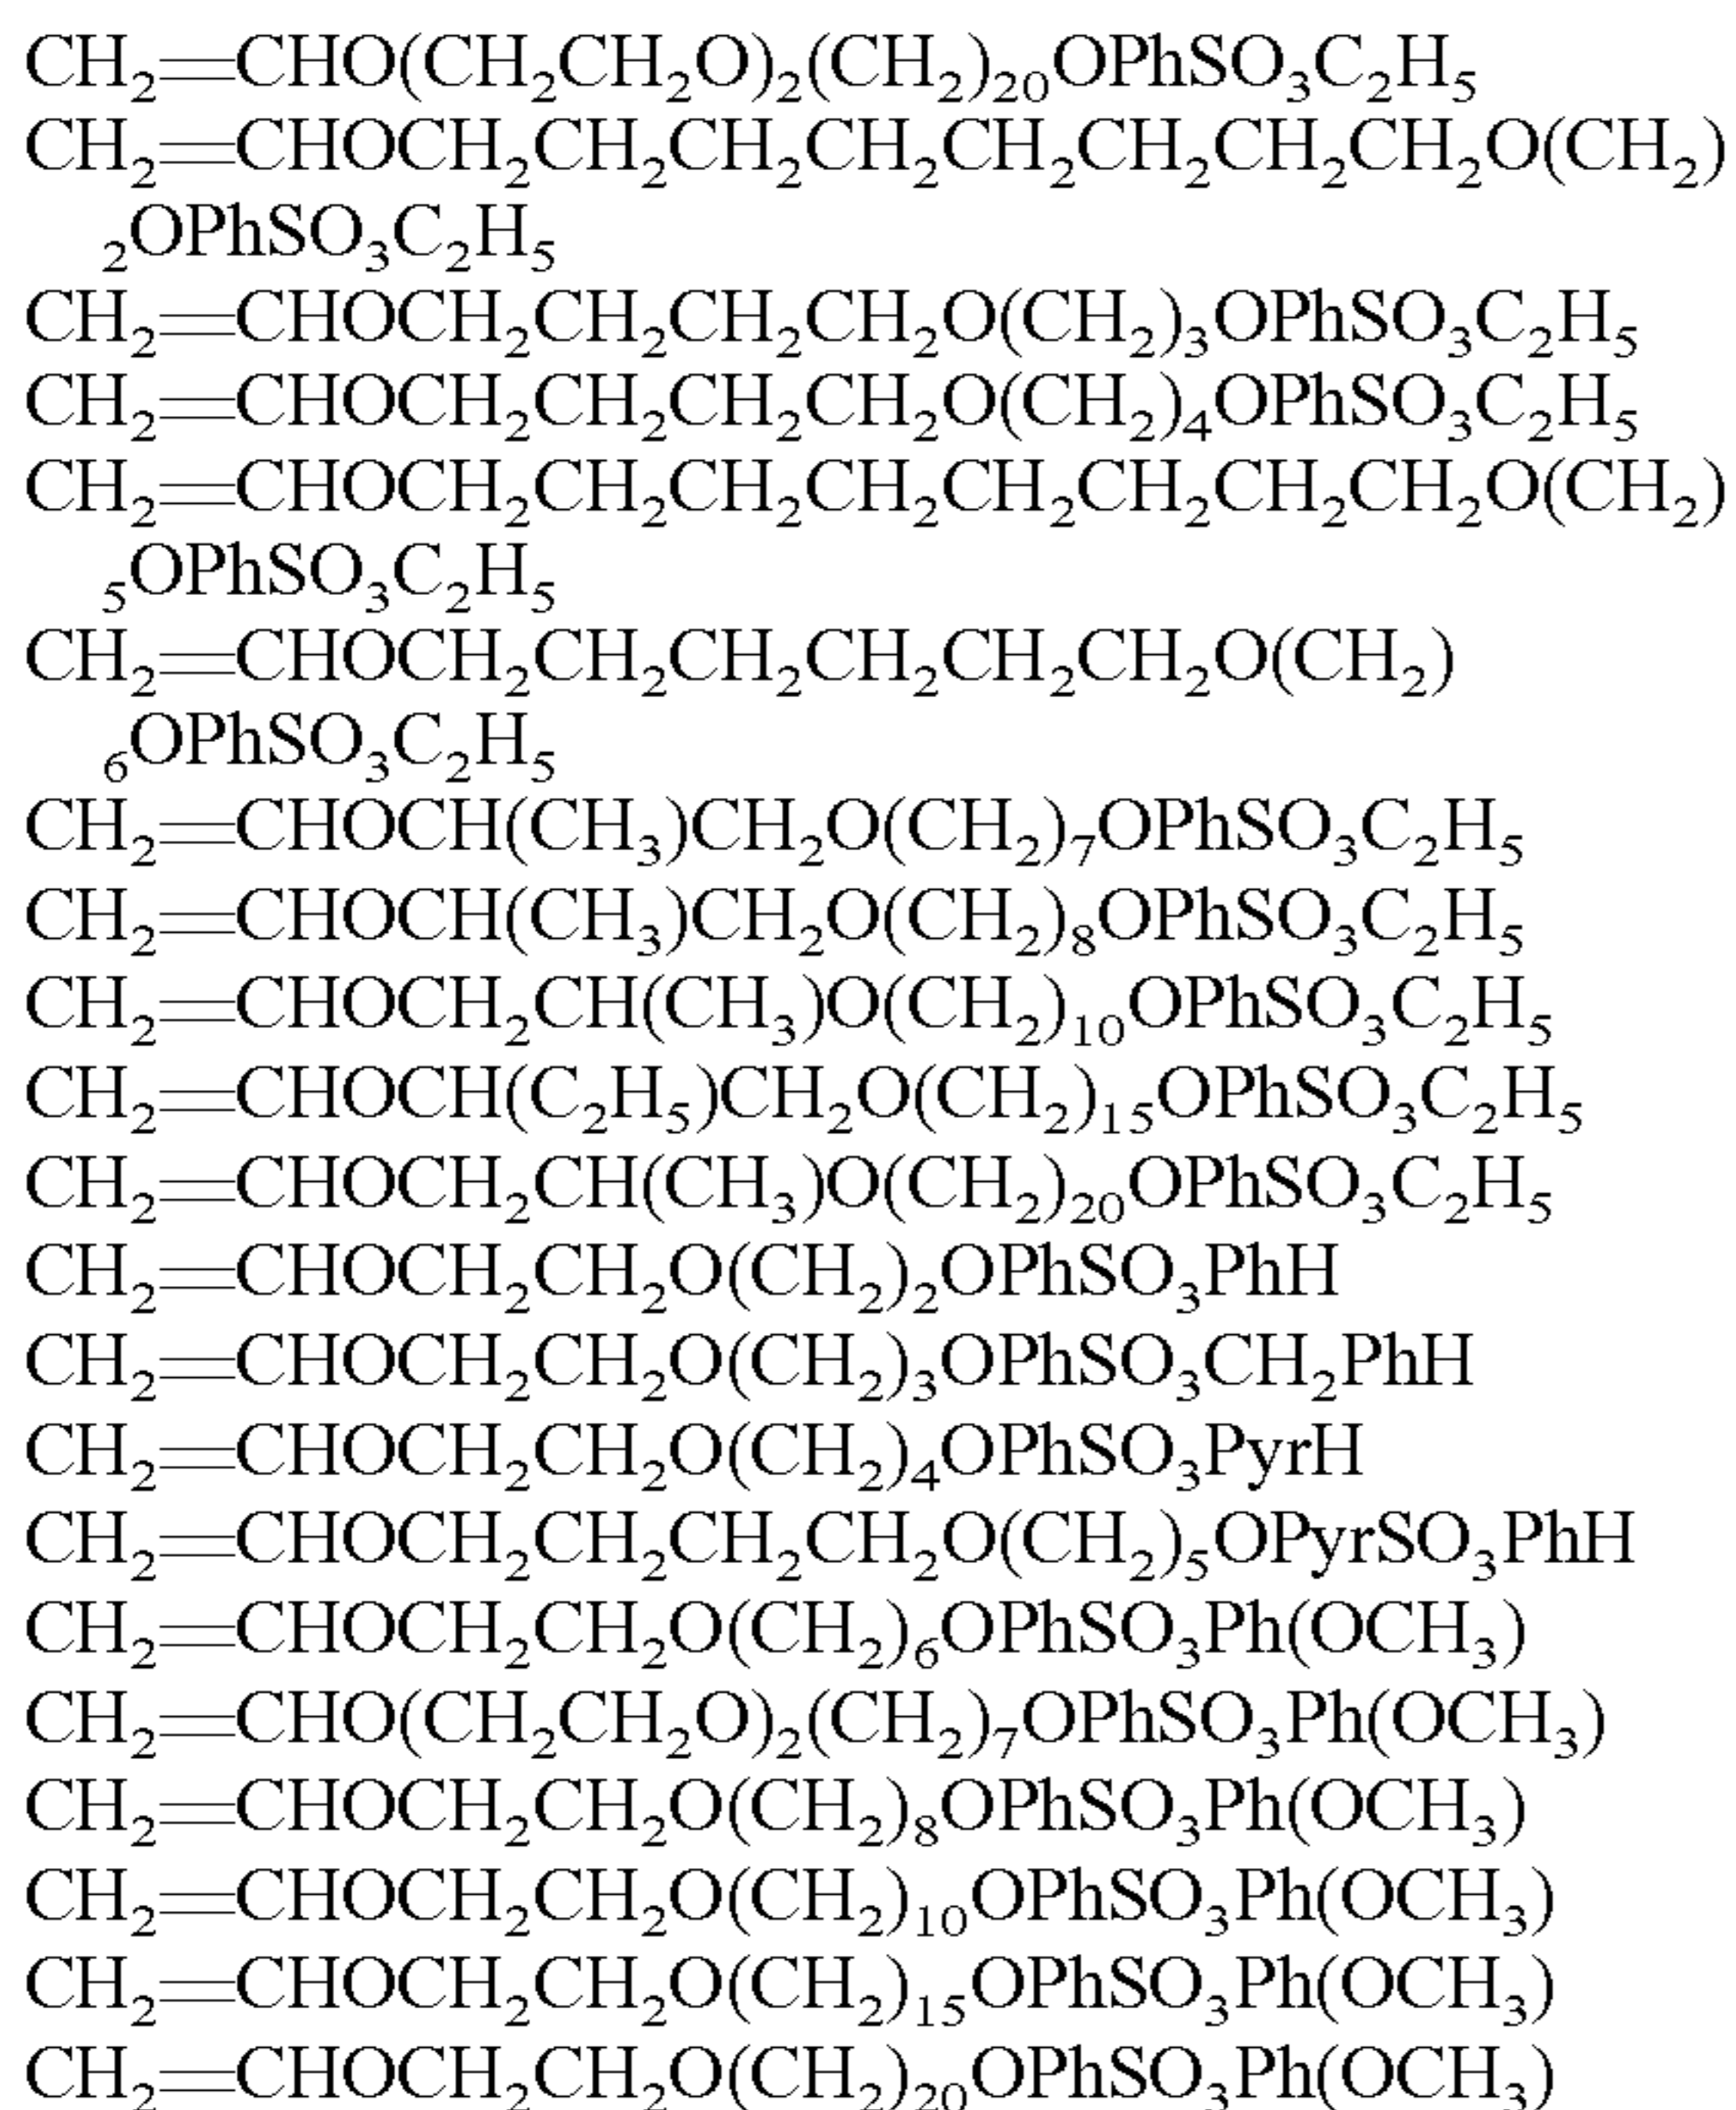 CH₂=CHO(CH₂CH₂O)₂(CH₂)₂₀OPhSO₃C₂H₅
CH₂=CHOCH₂CH₂CH₂CH₂CH₂CH₂CH₂CH₂O(CH₂)
₂OPhSO₃C₂H₅
CH₂=CHOCH₂CH₂CH₂CH₂O(CH₂)₃OPhSO₃C₂H₅
CH₂=CHOCH₂CH₂CH₂CH₂O(CH₂)₄OPhSO₃C₂H₅
CH₂=CHOCH₂CH₂CH₂CH₂CH₂CH₂CH₂CH₂O(CH₂)
₅OPhSO₃C₂H₅
CH₂=CHOCH₂CH₂CH₂CH₂CH₂CH₂O(CH₂)
₆OPhSO₃C₂H₅
CH₂=CHOCH(CH₃)CH₂O(CH₂)₇OPhSO₃C₂H₅
CH₂=CHOCH(CH₃)CH₂O(CH₂)₈OPhSO₃C₂H₅
CH₂=CHOCH₂CH(CH₃)O(CH₂)₁₀OPhSO₃C₂H₅
CH₂=CHOCH(C₂H₅)CH₂O(CH₂)₁₅OPhSO₃C₂H₅
CH₂=CHOCH₂CH(CH₃)O(CH₂)₂₀OPhSO₃C₂H₅
CH₂=CHOCH₂CH₂O(CH₂)₂OPhSO₃PhH
CH₂=CHOCH₂CH₂O(CH₂)₃OPhSO₃CH₂PhH
CH₂=CHOCH₂CH₂O(CH₂)₄OPhSO₃PyrH
CH₂=CHOCH₂CH₂CH₂CH₂O(CH₂)₅OPyrSO₃PhH
CH₂=CHOCH₂CH₂O(CH₂)₆OPhSO₃Ph(OCH₃)
CH₂=CHO(CH₂CH₂O)₂(CH₂)₇OPhSO₃Ph(OCH₃)
CH₂=CHOCH₂CH₂O(CH₂)₈OPhSO₃Ph(OCH₃)
CH₂=CHOCH₂CH₂O(CH₂)₁₀OPhSO₃Ph(OCH₃)
CH₂=CHOCH₂CH₂O(CH₂)₁₅OPhSO₃Ph(OCH₃)
CH₂=CHOCH₂CH₂O(CH₂)₂₀OPhSO₃Ph(OCH₃)